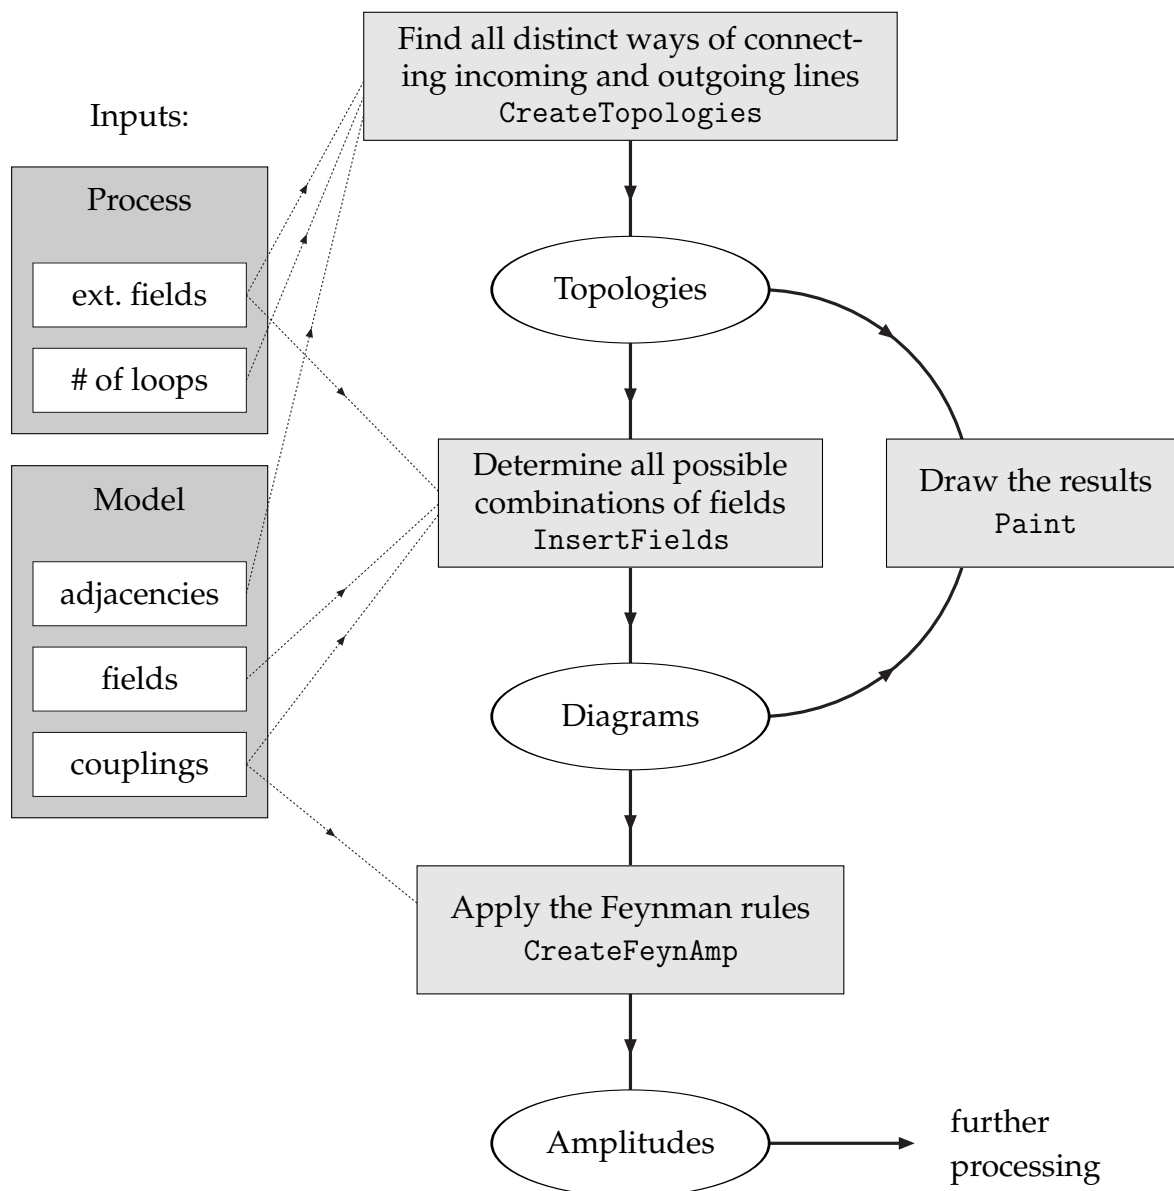 Find all distinct ways of connect-
ing incoming and outgoing lines
CreateTopologies
Inputs:
Process
ext. fields
# of loops
Model
adjacencies
fields
couplings
Topologies
Determine all possible
combinations of fields
InsertFields
Draw the results
Paint
Diagrams
Apply the Feynman rules
CreateFeynAmp
Amplitudes
further
processing